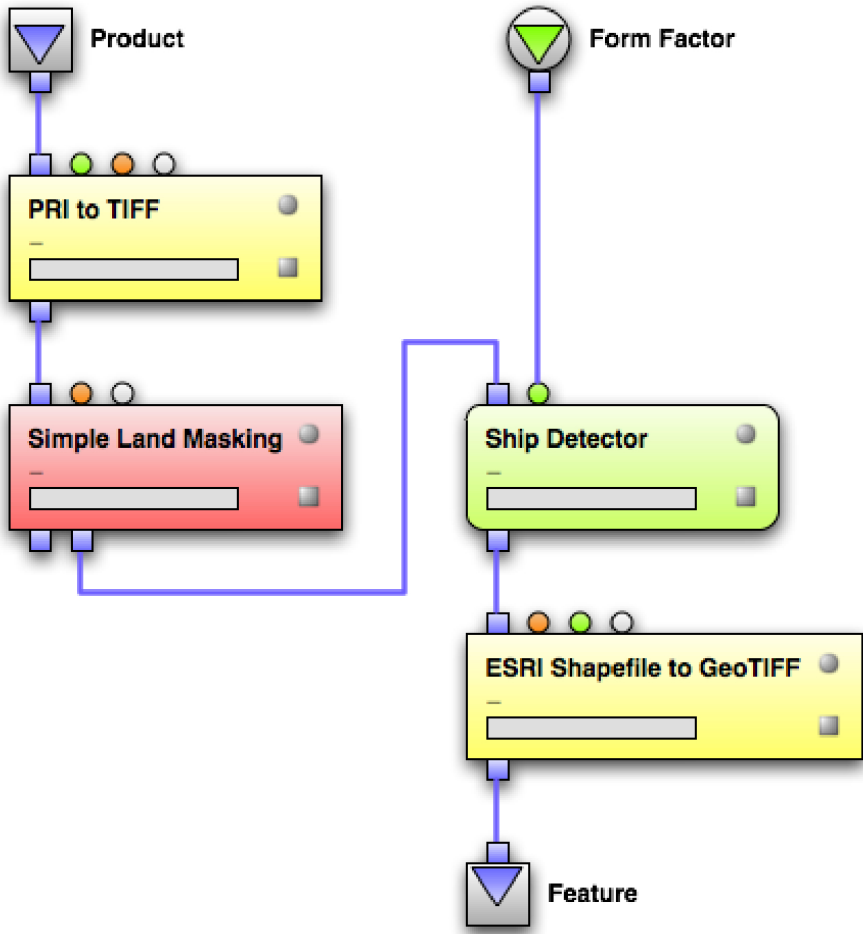 Product
Form Factor
PRI to TIFF
–
Simple Land Masking
–
Ship Detector
–
ESRI Shapefile to GeoTIFF
–
Feature